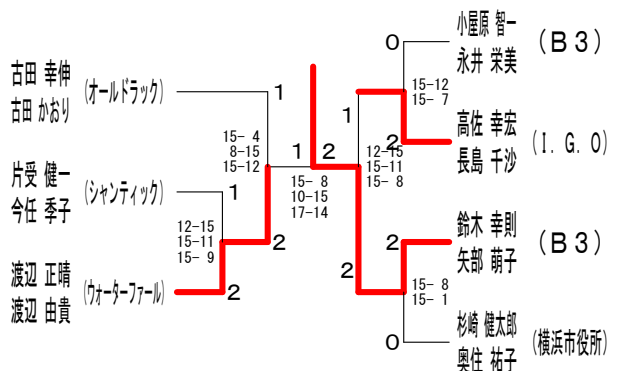 古田 幸伸
古田 かおり
(オールドラック)
1
片受 健一
今任 季子
(シャンティック)
1
渡辺 正晴
渡辺 由貴
(ウォーターファール)
2
12-15
15-11
15- 9
2
15- 4
8-15
15-12
1
2
15- 8
10-15
17-14
小屋原 智一
永井 栄美
(B3)
0
15-12
15- 7
高佐 幸宏
長島 千沙
(I. G. O)
2
1
12-15
15-11
15- 8
鈴木 幸則
矢部 萌子
(B3)
2
2
15- 8
15- 1
杉崎 健太郎
奥住 祐子
(横浜市役所)
0